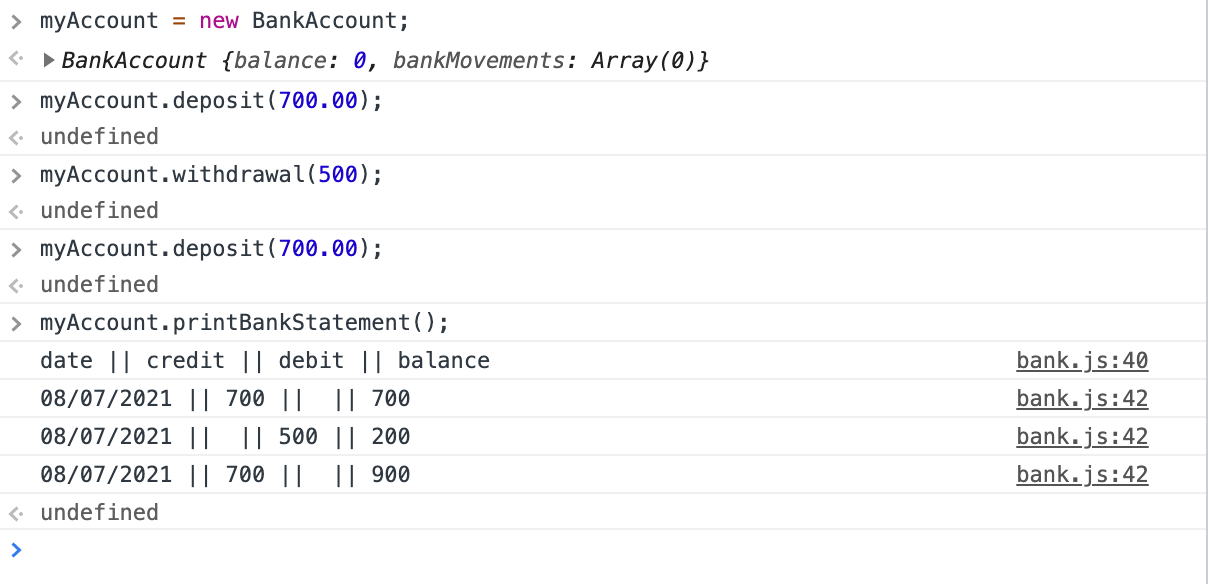 > myAccount = new BankAccount;
<· ▶ BankAccount {balance: 0, bankMovements: Array(0)}
> myAccount.deposit(700.00);
<· undefined
> myAccount.withdrawal(500);
<· undefined
> myAccount.deposit(700.00);
<· undefined
> myAccount.printBankStatement();
date || credit || debit || balance bank.js:40
08/07/2021 || 700 ||  || 700 bank.js:42
08/07/2021 ||  || 500 || 200 bank.js:42
08/07/2021 || 700 ||  || 900 bank.js:42
<· undefined
>